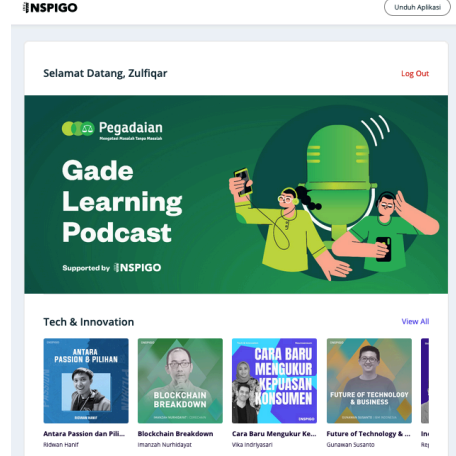 INSPIGO
Unduh Aplikasi
Selamat Datang, Zulfiqar
Log Out
Pegadaian
Mengatasi Masalah Tanpa Masalah
Gade
Learning
Podcast
Supported by INSPIGO
Tech & Innovation
View All
ANTARA
PASSION & PILIHAN
RIDWAN HANIF
BLOCKCHAIN
BREAKDOWN
CARA BARU
MENGUKUR
KEPUASAN
KONSUMEN
INSPIGO
FUTURE OF TECHNOLOGY
& BUSINESS
Antara Passion dan Pili...
Blockchain Breakdown
Cara Baru Mengukur Ke...
Future of Technology & ...
Ridwan Hanif
Imanzah Nurhidayat
Vika Indriyasari
Gunawan Susanto